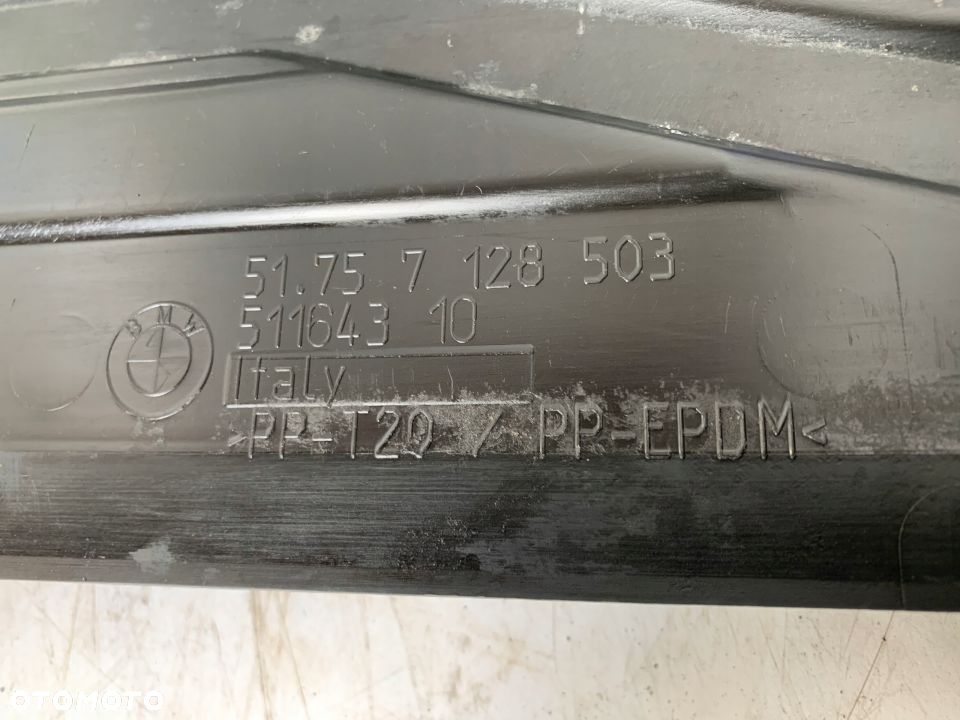 51.75 7 128 503
511643 10
BMW
Italy
>PP-T20 / PP-EPDM<
OTOMOTO